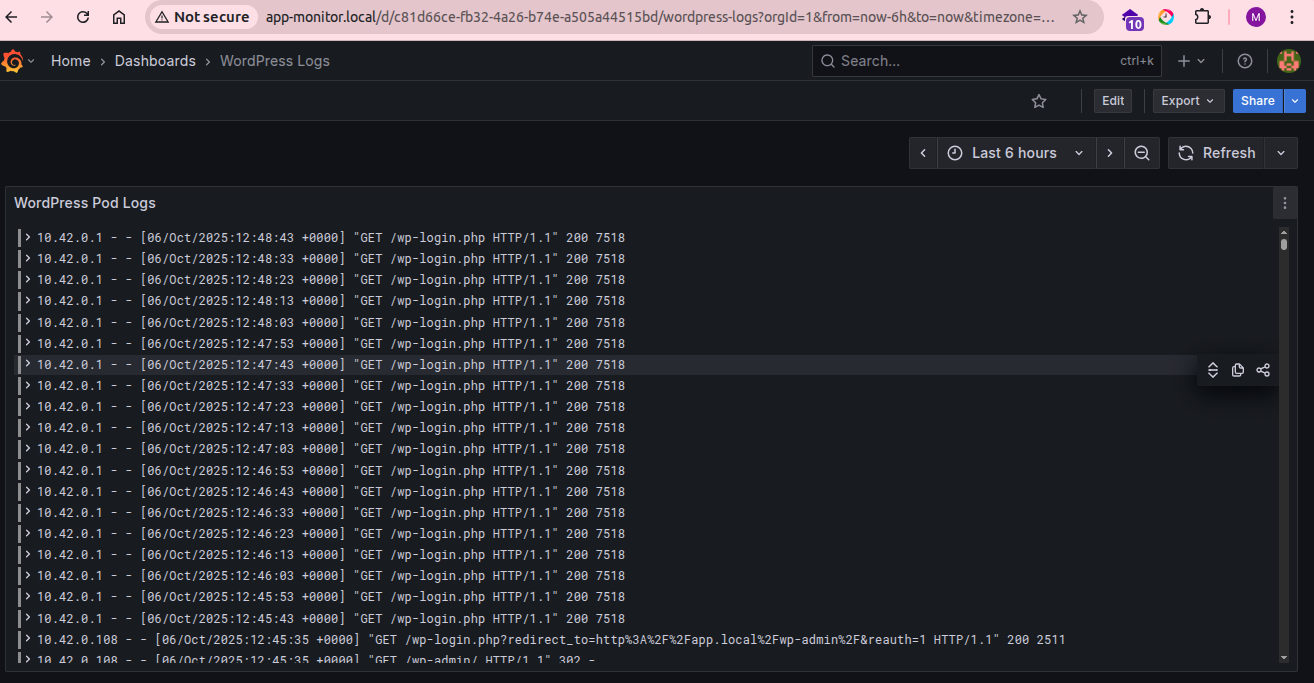 Not secure app-monitor.local/d/c81d66ce-fb32-4a26-b74e-a505a44515bd/wordpress-logs?orgId=1&from=now-6h&to=now&timezone=... 10 M
Home › Dashboards › WordPress Logs Search... ctrl+k
Edit Export Share
Last 6 hours Refresh
WordPress Pod Logs
10.42.0.1 - - [06/Oct/2025:12:48:43 +0000] "GET /wp-login.php HTTP/1.1" 200 7518
10.42.0.1 - - [06/Oct/2025:12:48:33 +0000] "GET /wp-login.php HTTP/1.1" 200 7518
10.42.0.1 - - [06/Oct/2025:12:48:23 +0000] "GET /wp-login.php HTTP/1.1" 200 7518
10.42.0.1 - - [06/Oct/2025:12:48:13 +0000] "GET /wp-login.php HTTP/1.1" 200 7518
10.42.0.1 - - [06/Oct/2025:12:48:03 +0000] "GET /wp-login.php HTTP/1.1" 200 7518
10.42.0.1 - - [06/Oct/2025:12:47:53 +0000] "GET /wp-login.php HTTP/1.1" 200 7518
10.42.0.1 - - [06/Oct/2025:12:47:43 +0000] "GET /wp-login.php HTTP/1.1" 200 7518
10.42.0.1 - - [06/Oct/2025:12:47:33 +0000] "GET /wp-login.php HTTP/1.1" 200 7518
10.42.0.1 - - [06/Oct/2025:12:47:23 +0000] "GET /wp-login.php HTTP/1.1" 200 7518
10.42.0.1 - - [06/Oct/2025:12:47:13 +0000] "GET /wp-login.php HTTP/1.1" 200 7518
10.42.0.1 - - [06/Oct/2025:12:47:03 +0000] "GET /wp-login.php HTTP/1.1" 200 7518
10.42.0.1 - - [06/Oct/2025:12:46:53 +0000] "GET /wp-login.php HTTP/1.1" 200 7518
10.42.0.1 - - [06/Oct/2025:12:46:43 +0000] "GET /wp-login.php HTTP/1.1" 200 7518
10.42.0.1 - - [06/Oct/2025:12:46:33 +0000] "GET /wp-login.php HTTP/1.1" 200 7518
10.42.0.1 - - [06/Oct/2025:12:46:23 +0000] "GET /wp-login.php HTTP/1.1" 200 7518
10.42.0.1 - - [06/Oct/2025:12:46:13 +0000] "GET /wp-login.php HTTP/1.1" 200 7518
10.42.0.1 - - [06/Oct/2025:12:46:03 +0000] "GET /wp-login.php HTTP/1.1" 200 7518
10.42.0.1 - - [06/Oct/2025:12:45:53 +0000] "GET /wp-login.php HTTP/1.1" 200 7518
10.42.0.1 - - [06/Oct/2025:12:45:43 +0000] "GET /wp-login.php HTTP/1.1" 200 7518
10.42.0.108 - - [06/Oct/2025:12:45:35 +0000] "GET /wp-login.php?redirect_to=http%3A%2F%2Fapp.local%2Fwp-admin%2F&reauth=1 HTTP/1.1" 200 2511
10.42.0.108 - - [06/Oct/2025:12:45:35 +0000] "GET /wp-admin/ HTTP/1.1" 302 -